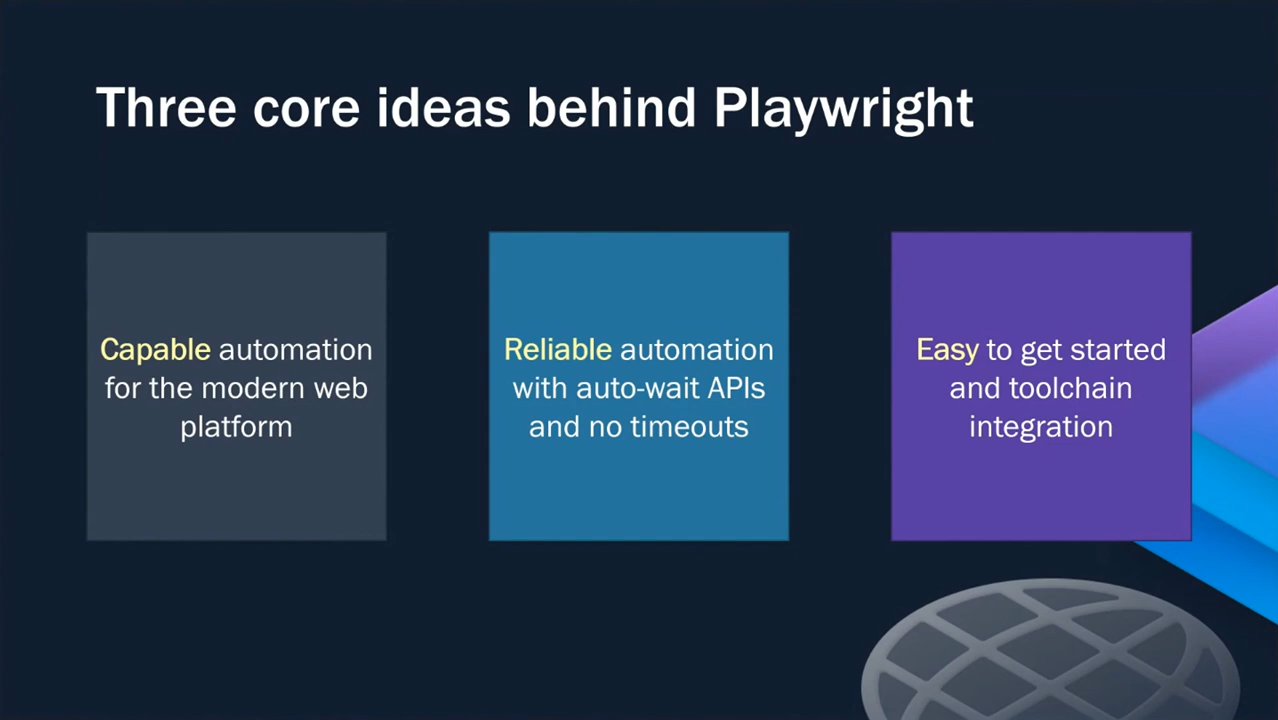 Three core ideas behind Playwright
Capable automation
for the modern web
platform
Reliable automation
with auto-wait APIs
and no timeouts
Easy to get started
and toolchain
integration